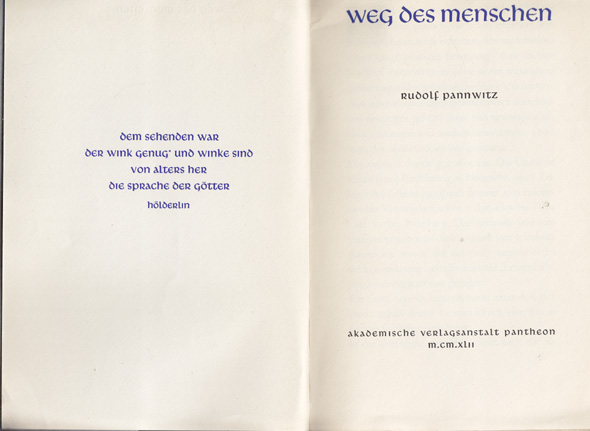 dem sehenden war
der wink genug· und winke sind
von alters her
die sprache der götter
hölderlin
weg des menschen
rudolf pannwitz
akademische verlagsanstalt pantheon
m.cm.xlii